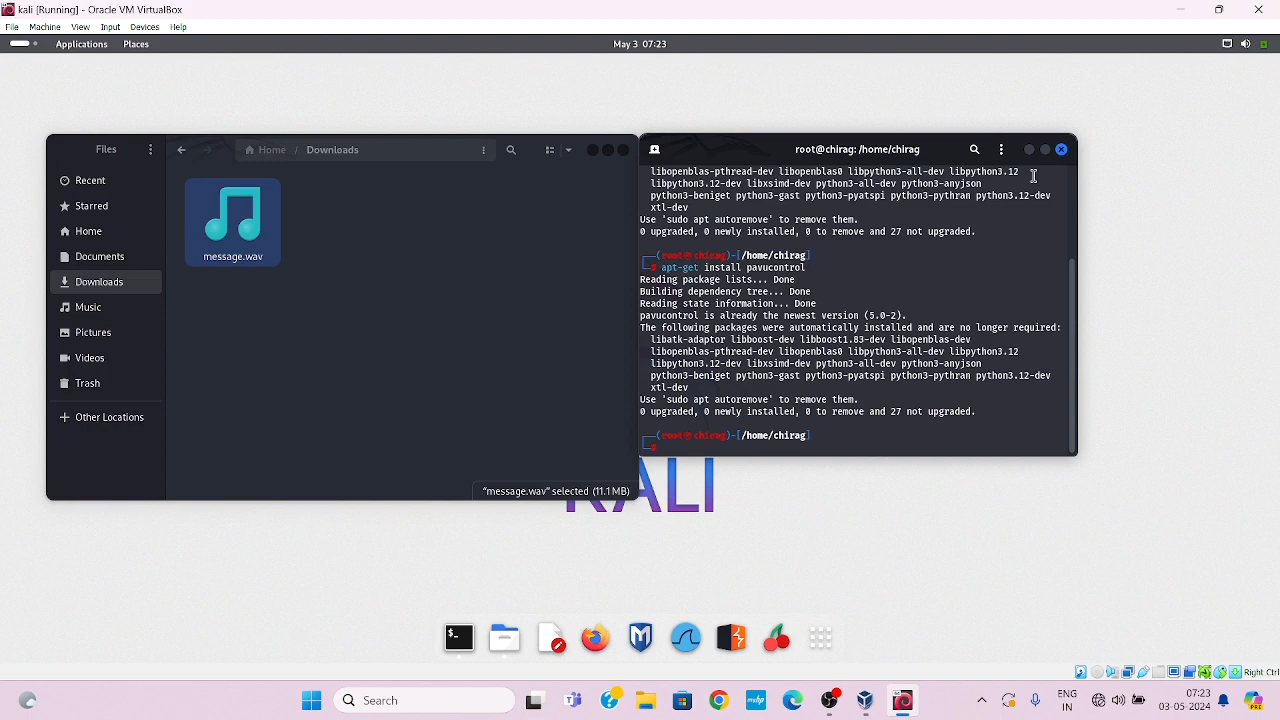 kali [Running] - Oracle VM VirtualBox
File Machine View Input Devices Help
Applications Places May 3 07:23
Files
Home / Downloads
Recent
Starred
Home
Documents
Downloads
Music
Pictures
Videos
Trash
+ Other Locations
message.wav
"message.wav" selected (11.1 MB)
root@chirag: /home/chirag
libopenblas-pthread-dev libopenblas0 libpython3-all-dev libpython3.12
libpython3.12-dev libxsimd-dev python3-all-dev python3-anyjson
python3-beniget python3-gast python3-pyatspi python3-pythran python3.12-dev
xtl-dev
Use 'sudo apt autoremove' to remove them.
0 upgraded, 0 newly installed, 0 to remove and 27 not upgraded.
┌──(root㉿chirag)-[/home/chirag]
└─# apt-get install pavucontrol
Reading package lists... Done
Building dependency tree... Done
Reading state information... Done
pavucontrol is already the newest version (5.0-2).
The following packages were automatically installed and are no longer required:
libatk-adaptor libboost-dev libboost1.83-dev libopenblas-dev
libopenblas-pthread-dev libopenblas0 libpython3-all-dev libpython3.12
libpython3.12-dev libxsimd-dev python3-all-dev python3-anyjson
python3-beniget python3-gast python3-pyatspi python3-pythran python3.12-dev
xtl-dev
Use 'sudo apt autoremove' to remove them.
0 upgraded, 0 newly installed, 0 to remove and 27 not upgraded.
┌──(root㉿chirag)-[/home/chirag]
└─#
KALI
Right Ctrl
Search
ENG
IN
07:23
03-05-2024